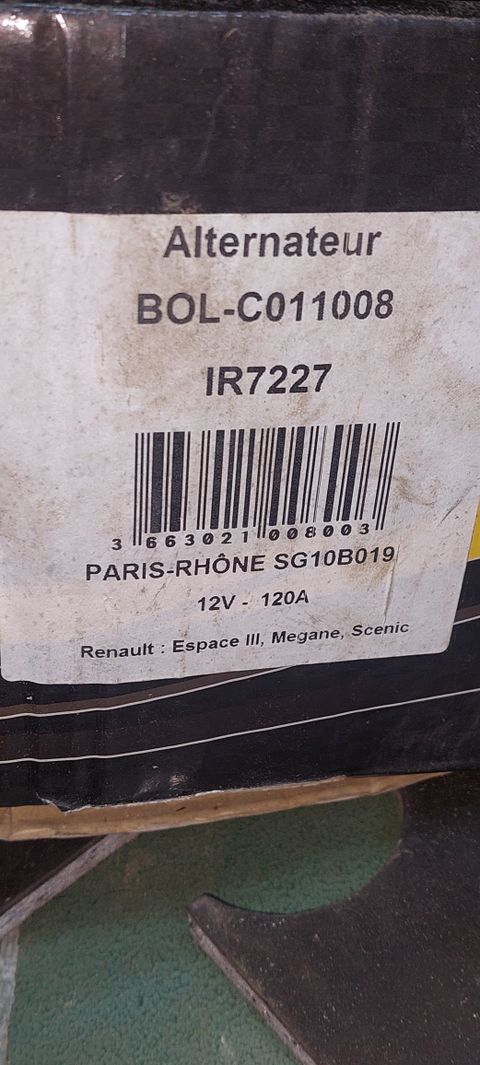 Alternateur
BOL-C011008
IR7227
3 663021 008003
PARIS-RHÔNE SG10B019
12V - 120A
Renault : Espace III, Megane, Scenic